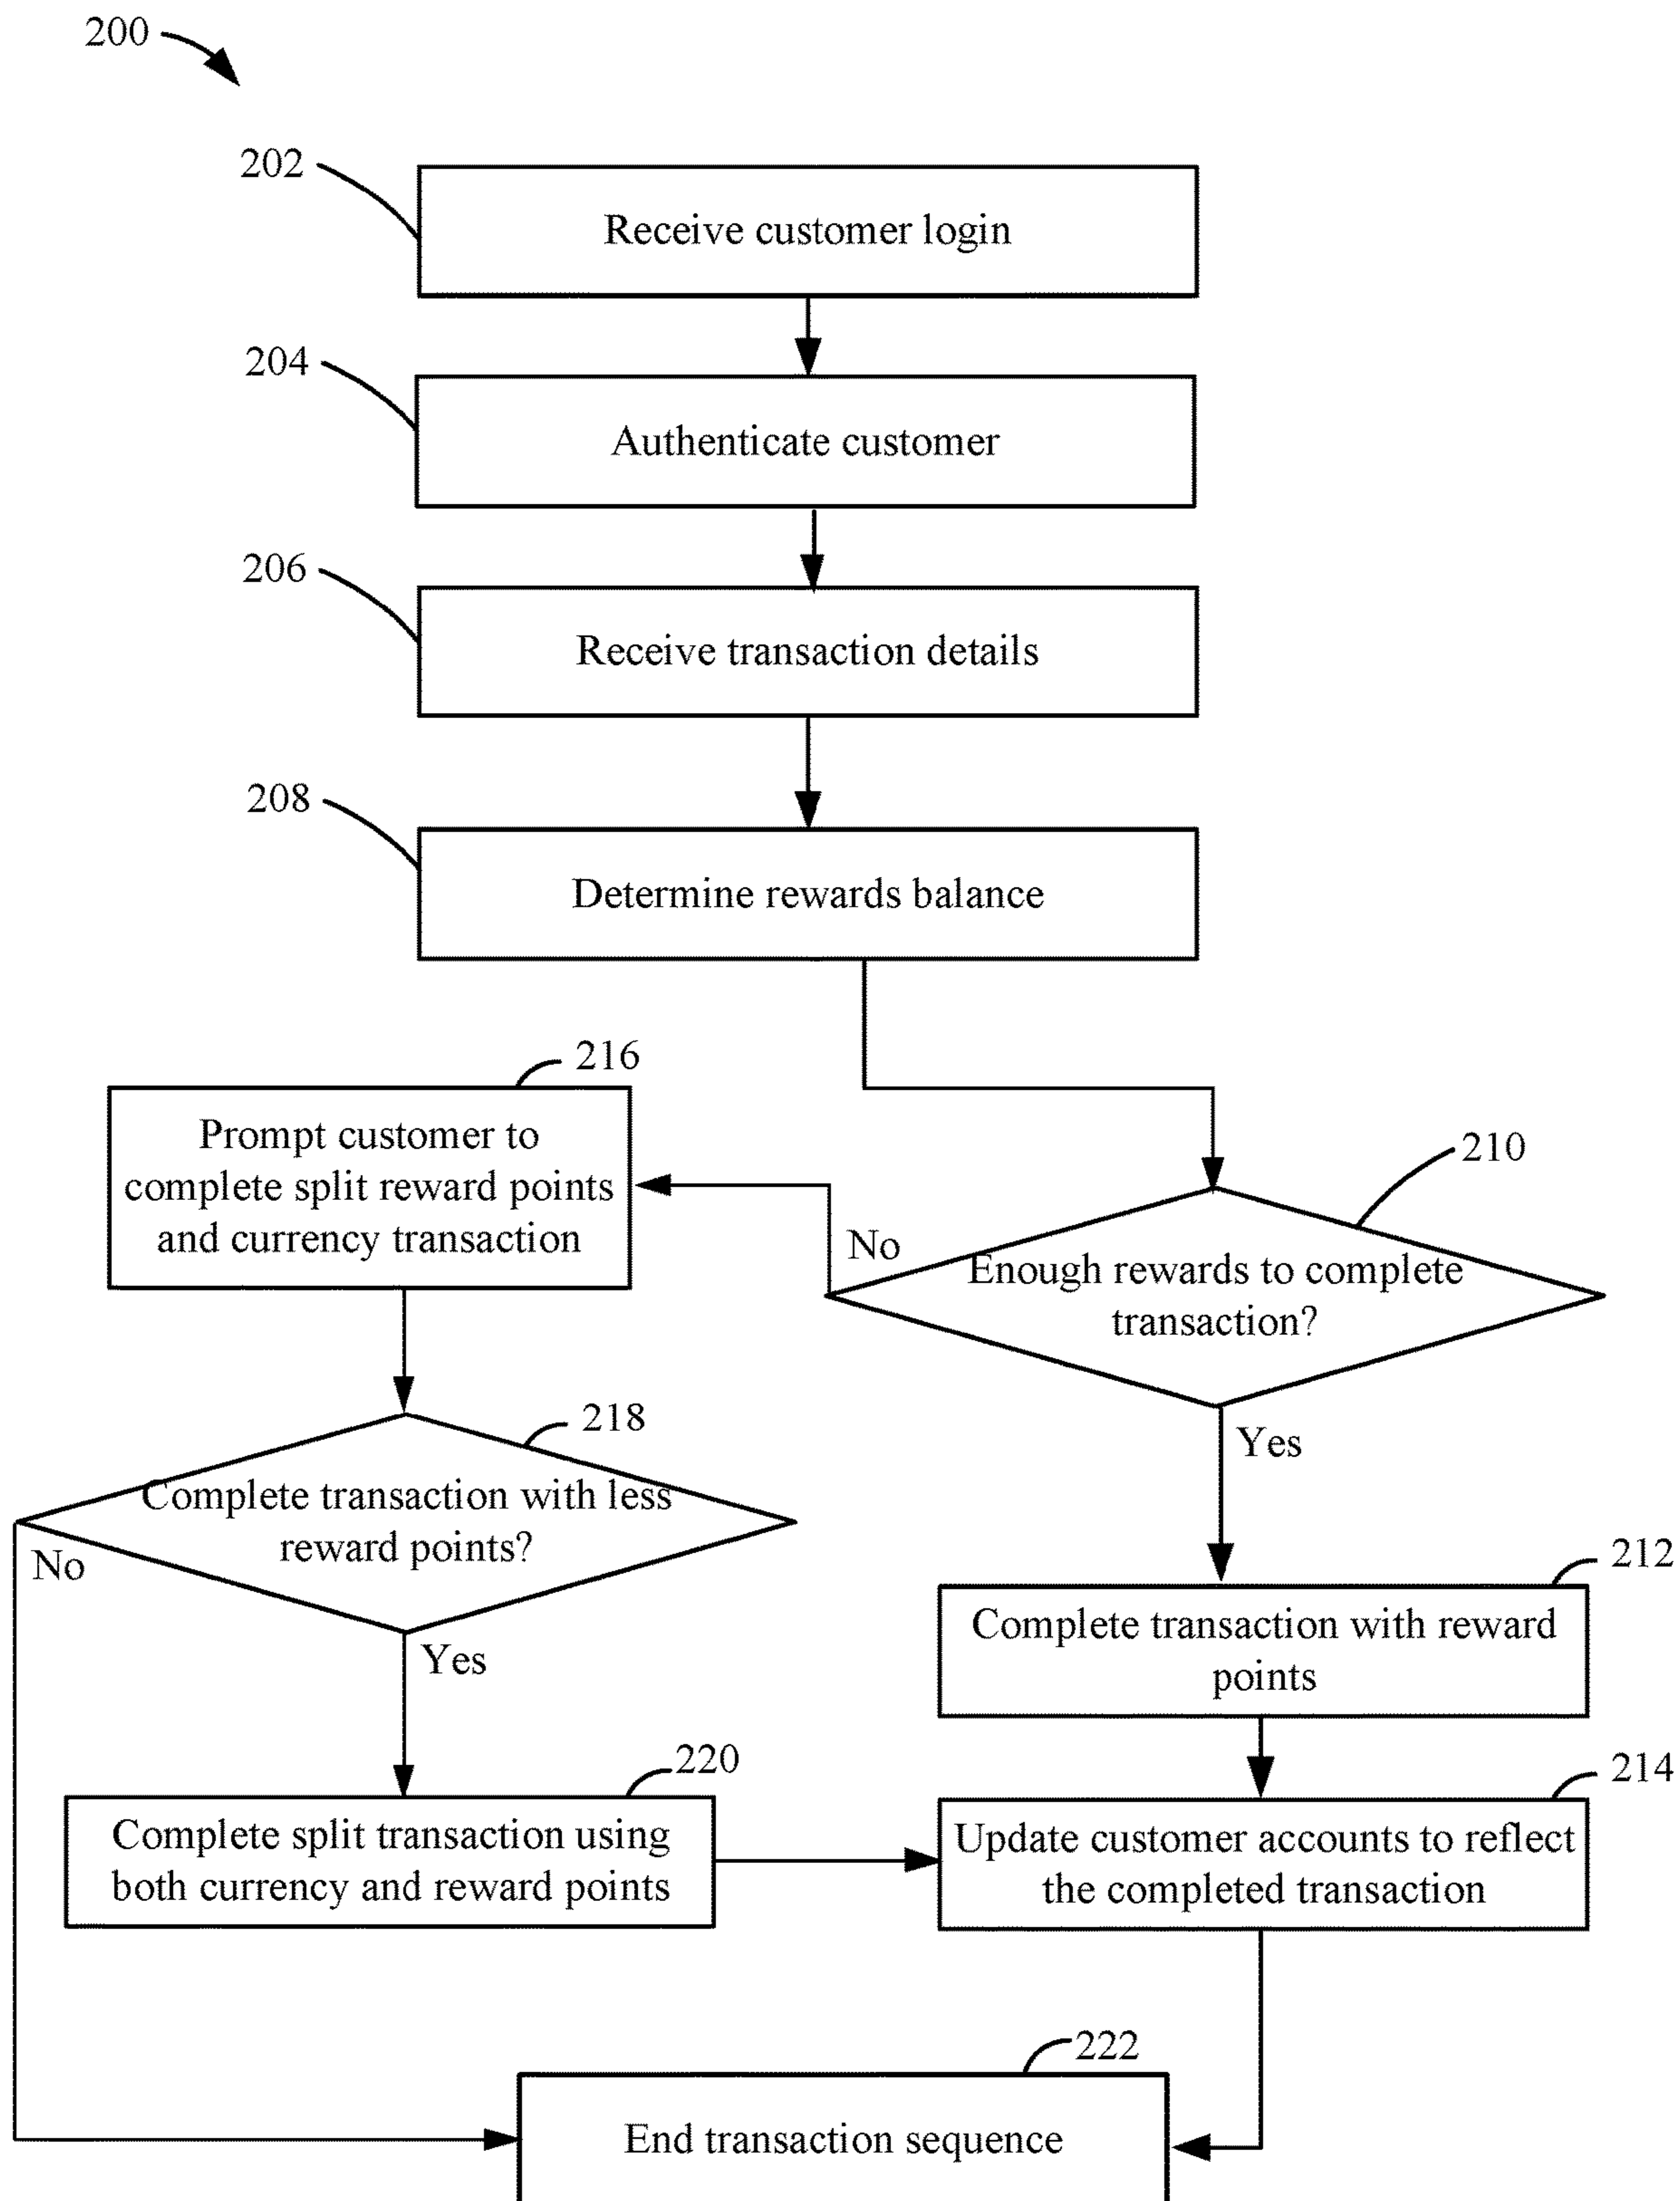 200
202
Receive customer login
204
Authenticate customer
206
Receive transaction details
208
Determine rewards balance
216
Prompt customer to
complete split reward points
and currency transaction
210
No
Enough rewards to complete
transaction?
Yes
218
Complete transaction with less
reward points?
No
Yes
212
Complete transaction with reward
points
220
Complete split transaction using
both currency and reward points
214
Update customer accounts to reflect
the completed transaction
222
End transaction sequence